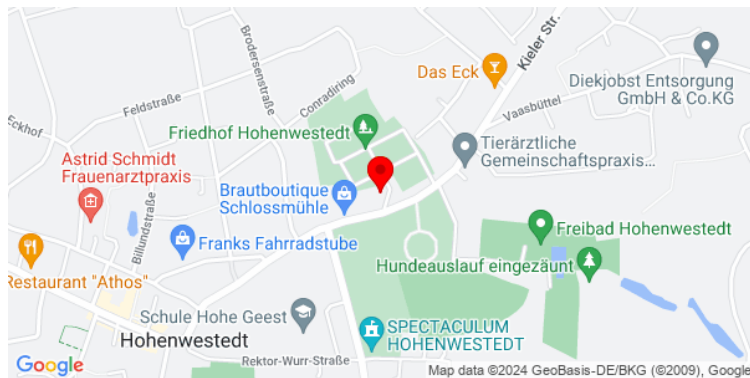 Kieler Str.
Brodersenstraße
Das Eck
Diekjobst Entsorgung
GmbH & Co.KG
Feldstraße
Conradiring
Vaasbüttel
Eckhof
Friedhof Hohenwestedt
Tierärztliche
Gemeinschaftspraxis...
Astrid Schmidt
Frauenarztpraxis
Brautboutique
Schlossmühle
Billundstraße
Franks Fahrradstube
Freibad Hohenwestedt
Hundeauslauf eingezäunt
Restaurant "Athos"
Schule Hohe Geest
SPECTACULUM
HOHENWESTEDT
Hohenwestedt
Rektor-Wurr-Straße
Google
Map data ©2024 GeoBasis-DE/BKG (©2009), Google